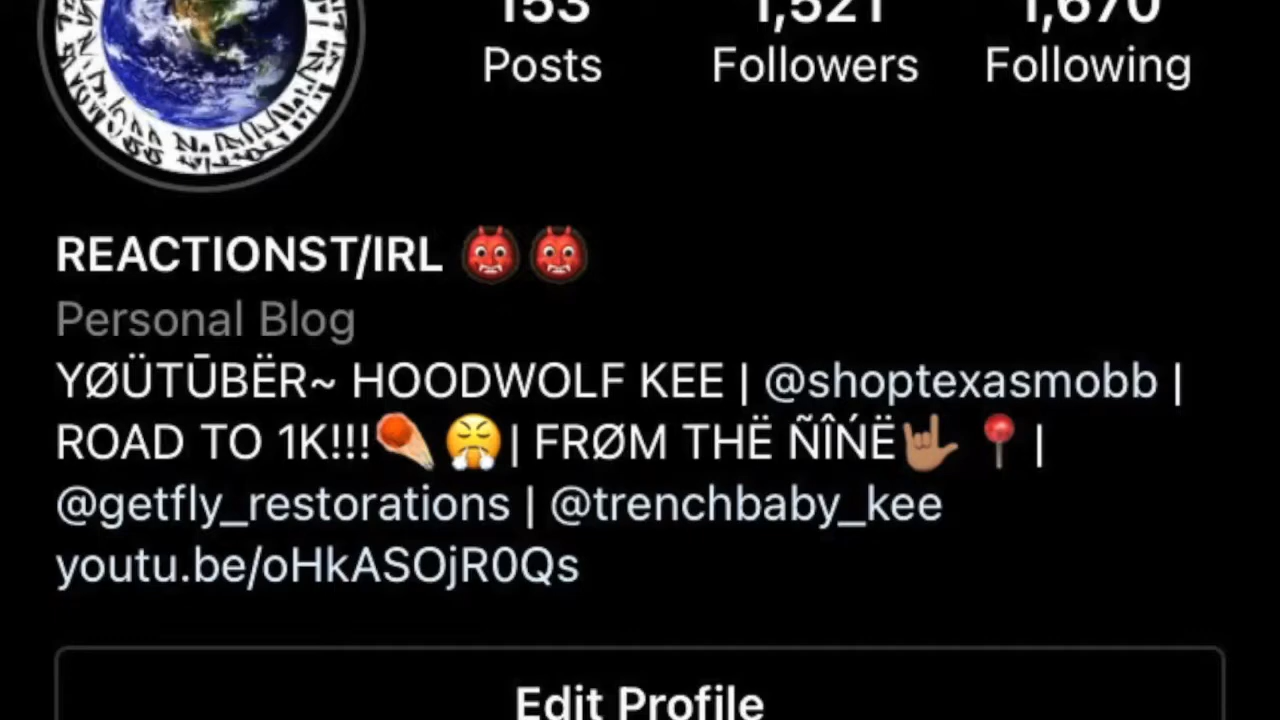 153 1,521 1,670
Posts Followers Following
REACTIONST/IRL 👹👹
Personal Blog
YØÜTŪBËR~ HOODWOLF KEE | @shoptexasmobb |
ROAD TO 1K!!!☄️😤| FRØM THË ÑÎŃË🤟🏽📍|
@getfly_restorations | @trenchbaby_kee
youtu.be/oHkASOjR0Qs
Edit Profile